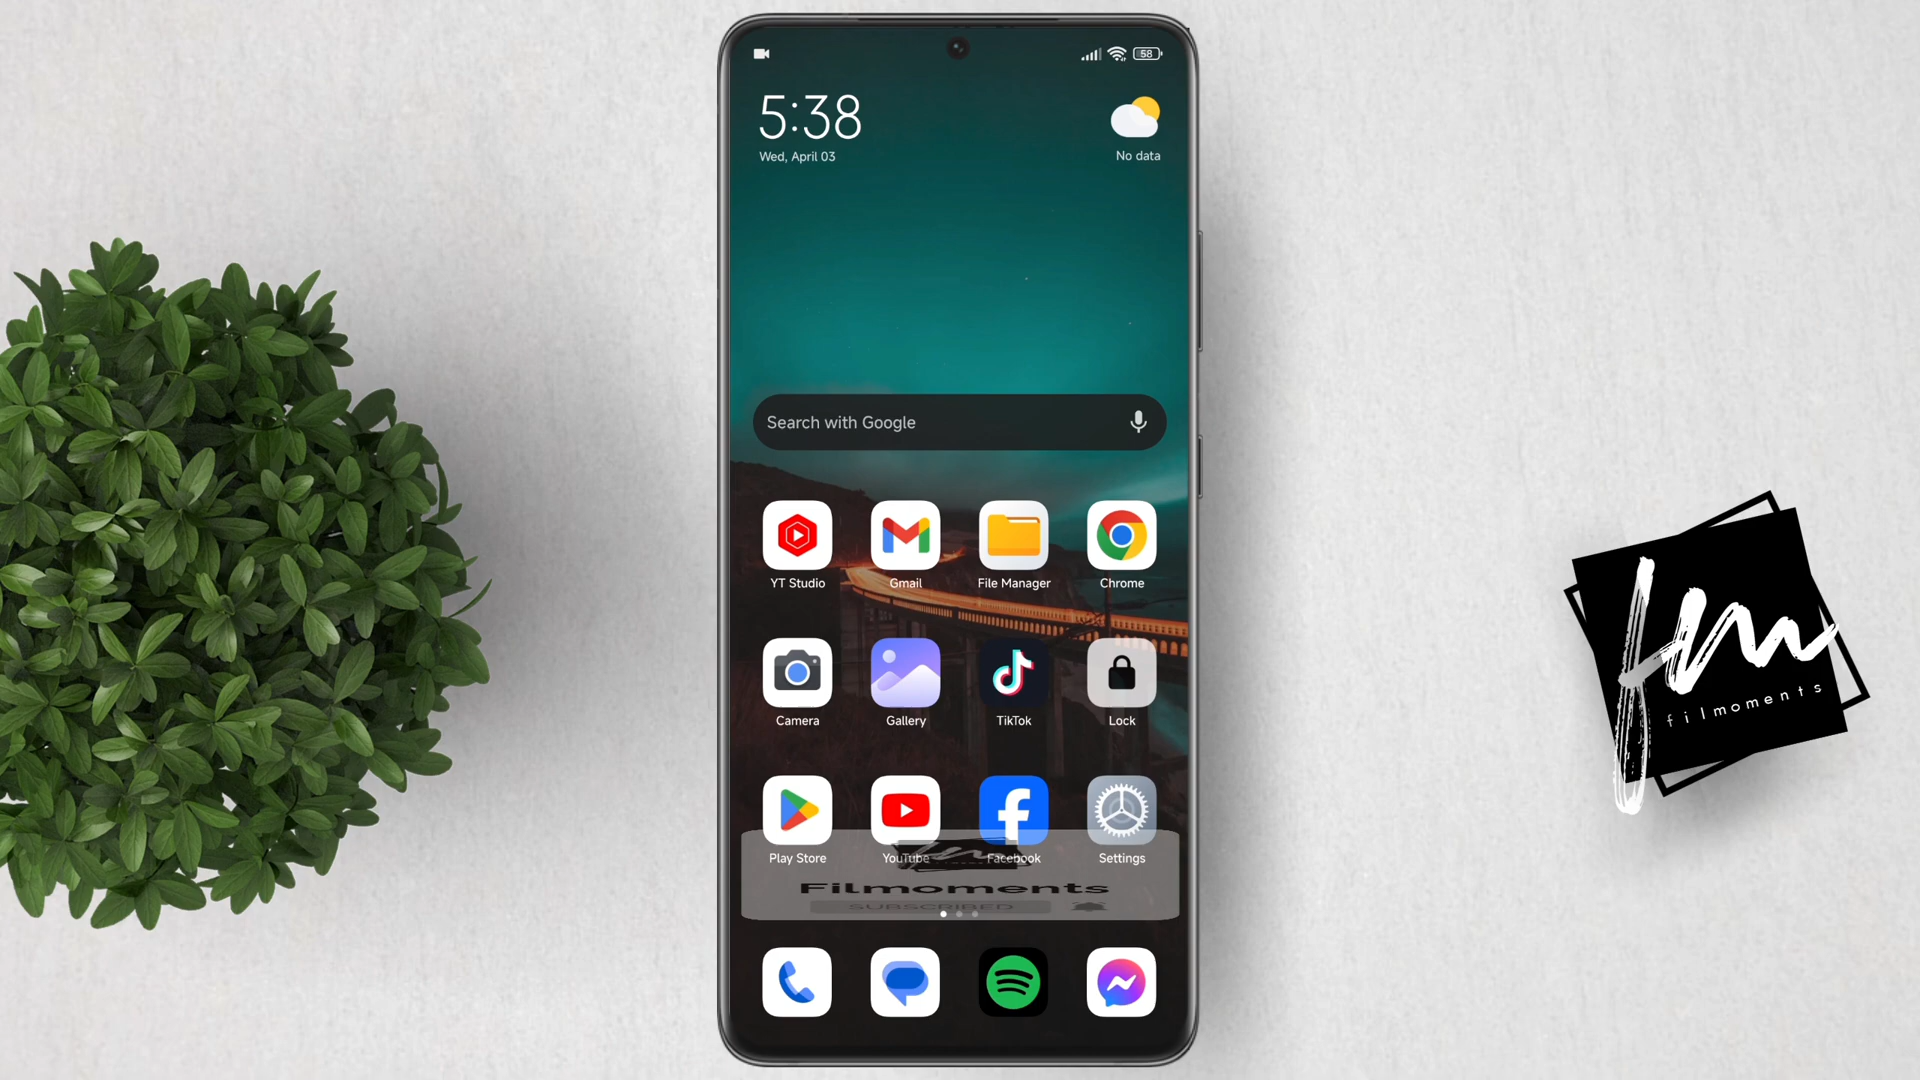 58
5:38
Wed, April 03
No data
Search with Google
YT Studio
Gmail
File Manager
Chrome
Camera
Gallery
TikTok
Lock
filmoments
Play Store
YouTube
Facebook
Settings
Filmoments
SUBSCRIBED